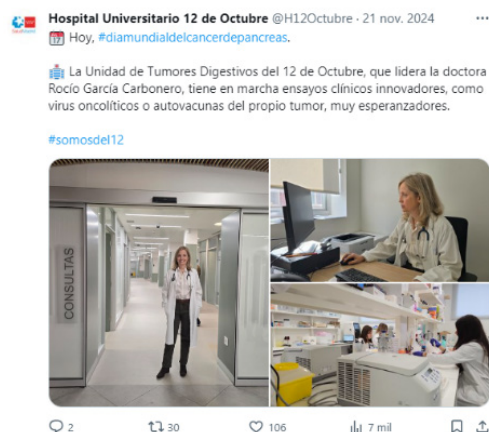 Hospital Universitario 12 de Octubre @H12Octubre · 21 nov. 2024
Hoy, #diamundialdelcancerdepancreas.
La Unidad de Tumores Digestivos del 12 de Octubre, que lidera la doctora
Rocío García Carbonero, tiene en marcha ensayos clínicos innovadores, como
virus oncolíticos o autovacunas del propio tumor, muy esperanzadores.
#somosdel12
CONSULTAS
2 30 106 7 mil